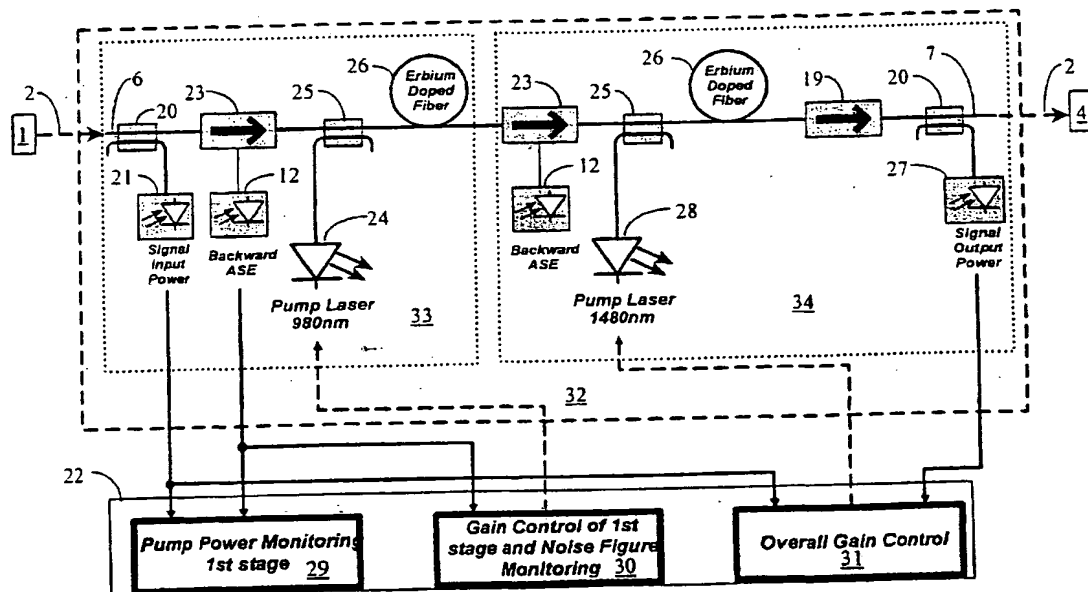 26
Erbium
Doped
Fiber
26
Erbium
Doped
Fiber
2
6
20
23
25
23
25
19
20
7
2
1
4
21
12
24
12
28
27
Signal
Input
Power
Backward
ASE
Backward
ASE
Signal
Output
Power
Pump Laser
980nm
33
Pump Laser
1480nm
34
32
22
Pump Power Monitoring
1st stage
29
Gain Control of 1st
stage and Noise Figure
Monitoring
30
Overall Gain Control
31